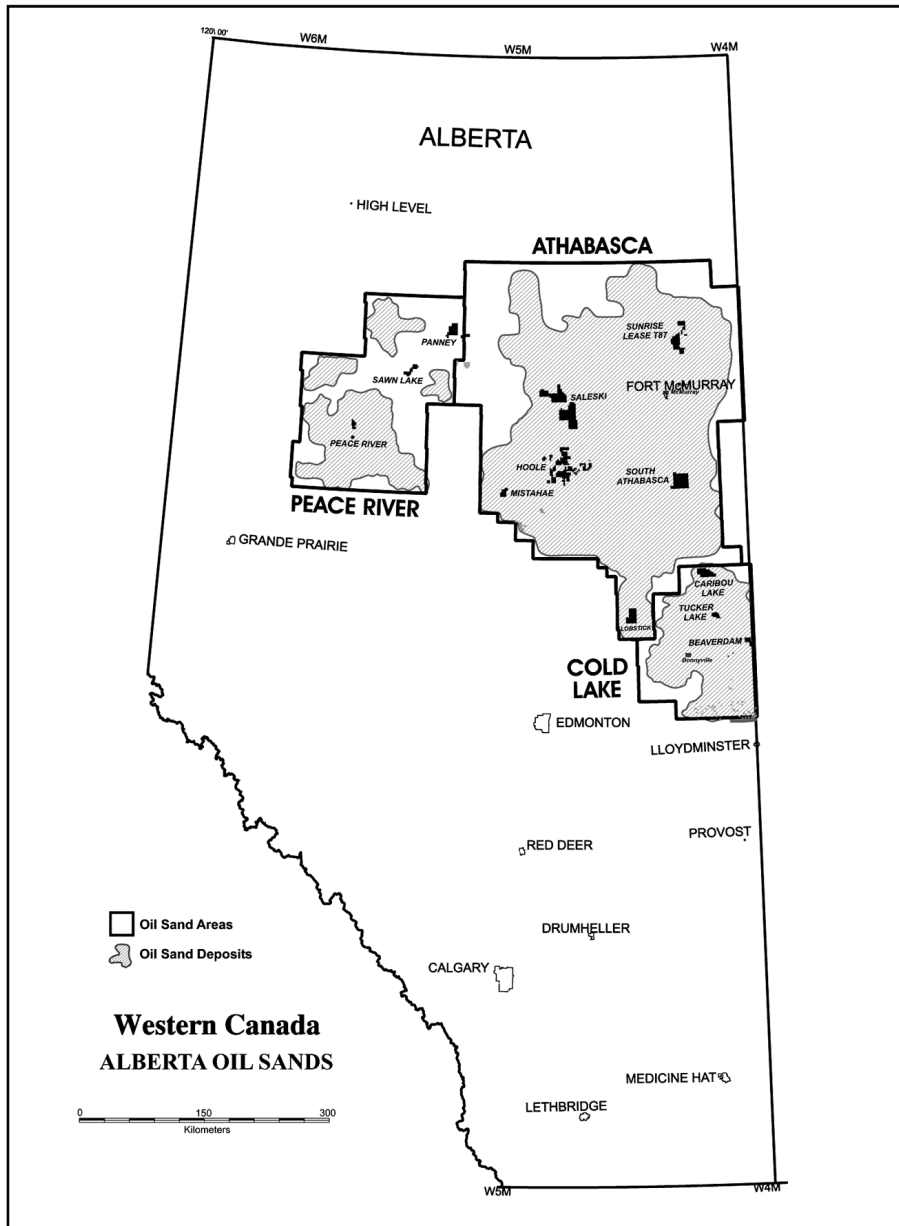 120°00'
W6M
W5M
W4M
ALBERTA
HIGH LEVEL
ATHABASCA
SUNRISE
LEASE T87
PANNEY
SAWN LAKE
FORT McMURRAY
McMurray
SALESKI
PEACE RIVER
HOOLE
SOUTH
ATHABASCA
MISTAHAE
PEACE RIVER
GRANDE PRAIRIE
CARIBOU
LAKE
TUCKER
LAKE
LOBSTICK
BEAVERDAM
Bonnyville
COLD
LAKE
EDMONTON
LLOYDMINSTER
PROVOST
RED DEER
Oil Sand Areas
DRUMHELLER
Oil Sand Deposits
CALGARY
Western Canada
ALBERTA OIL SANDS
MEDICINE HAT
LETHBRIDGE
0 150 300
Kilometers
W5M
W4M